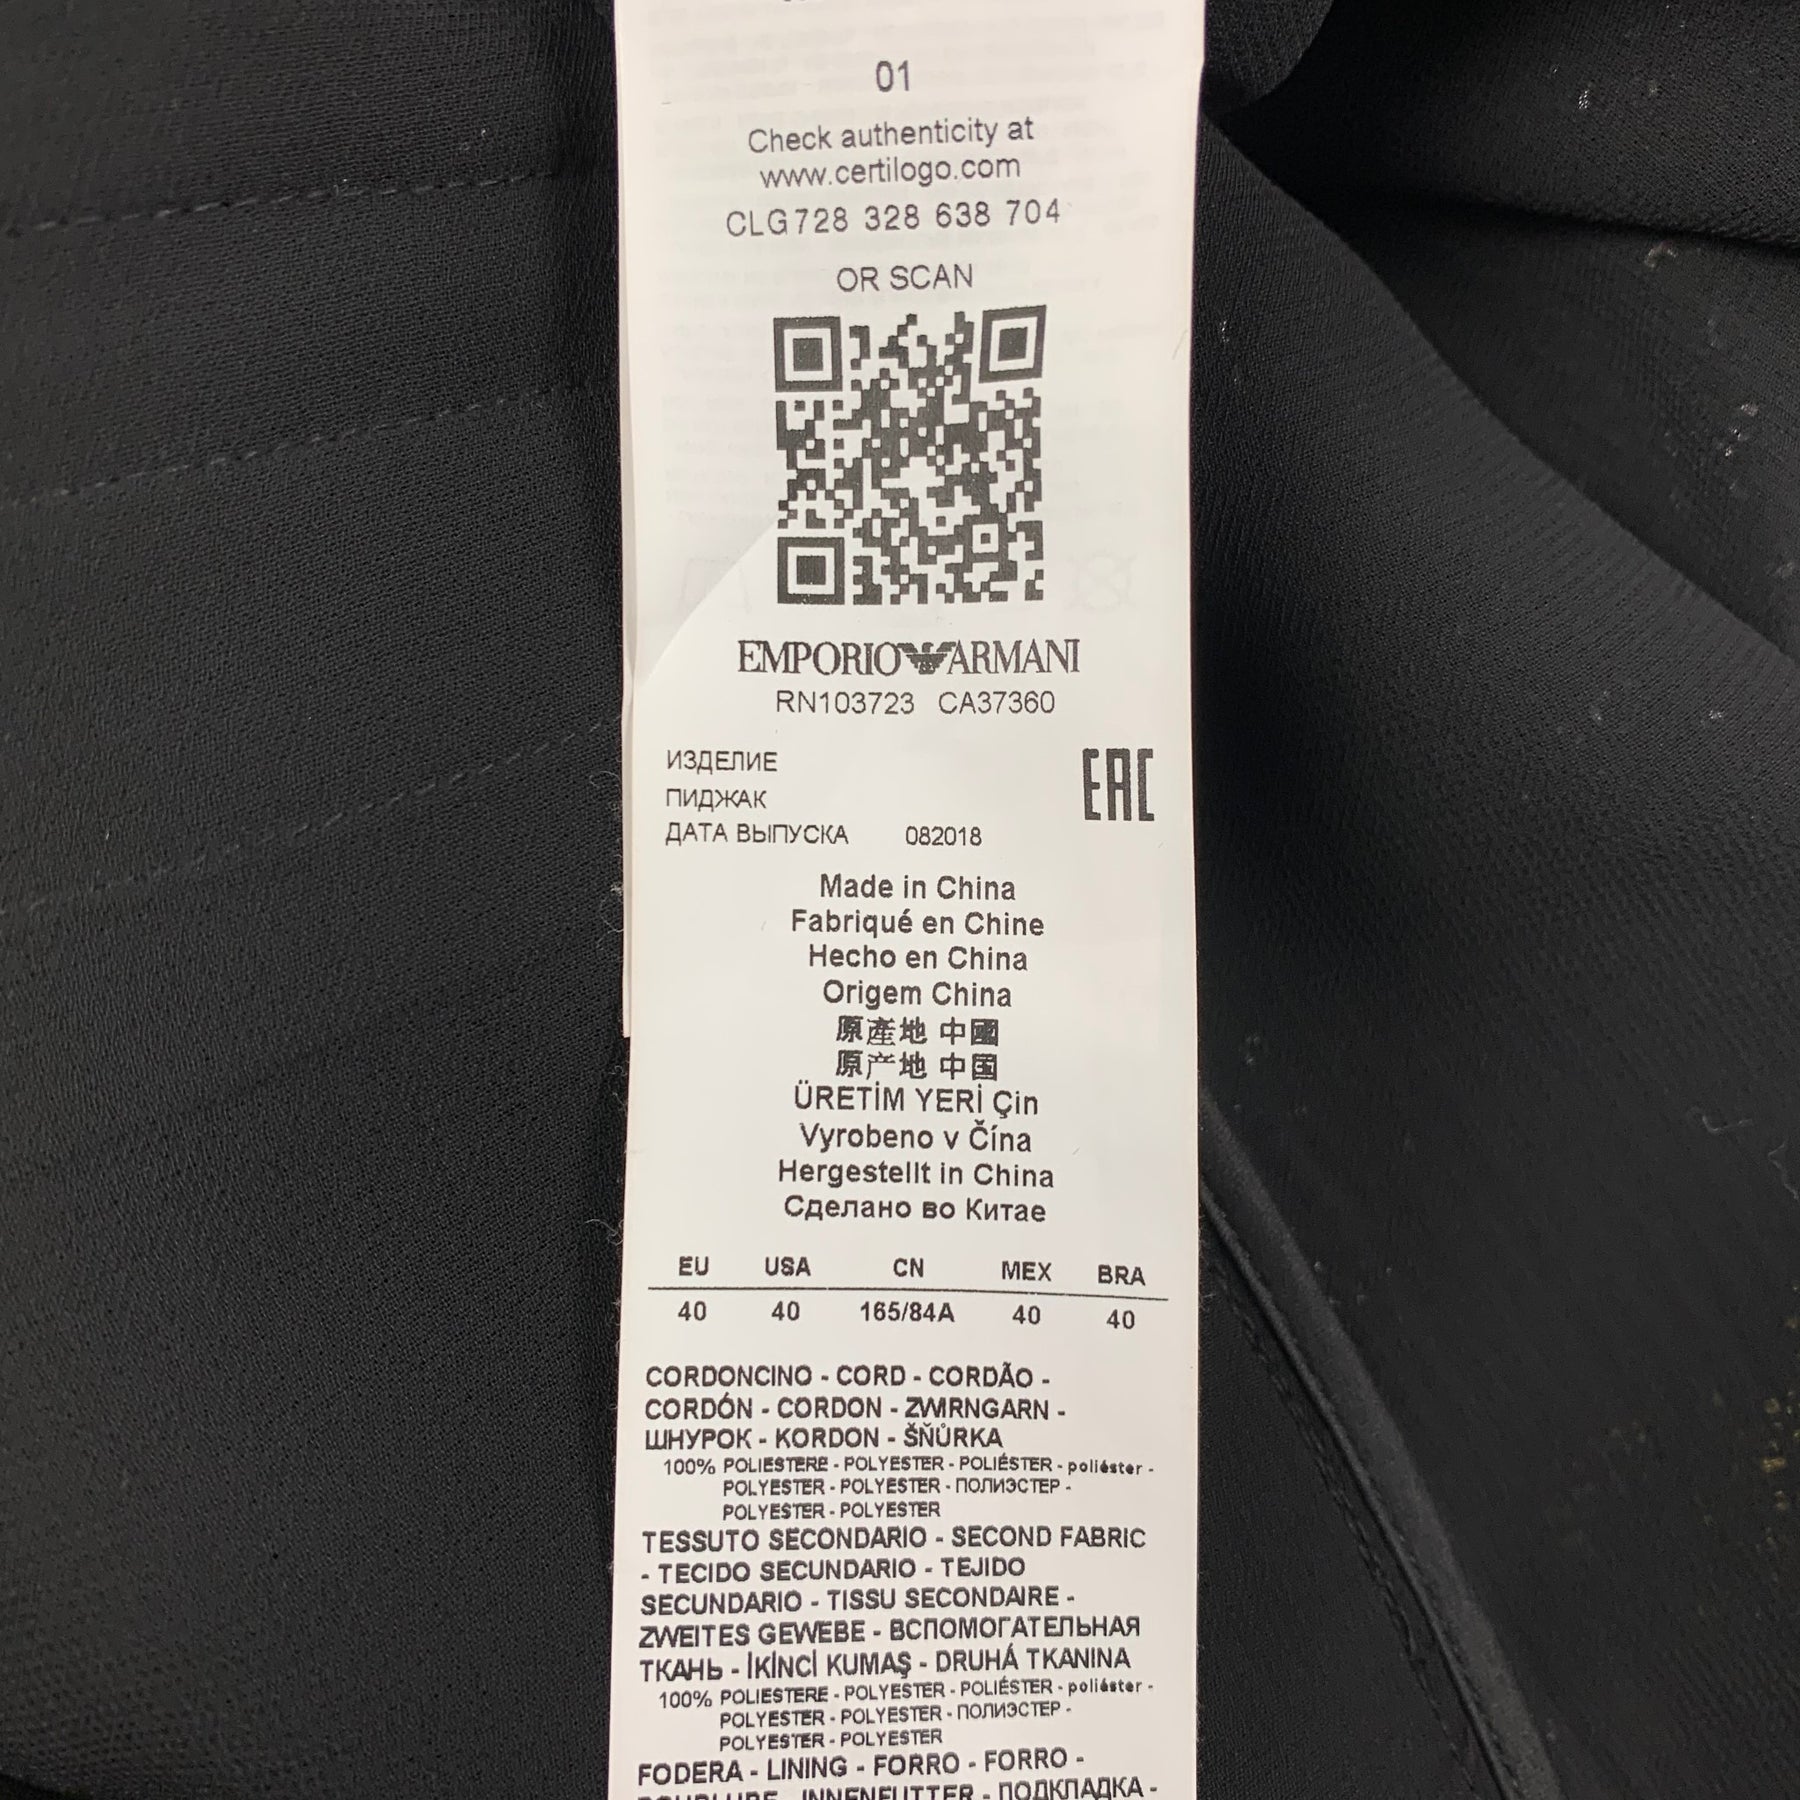 01
Check authenticity at
www.certilogo.com
CLG728 328 638 704
OR SCAN
EMPORIO ARMANI
RN103723 CA37360
ИЗДЕЛИЕ
ПИДЖАК
EAC
ДАТА ВЫПУСКА 082018
Made in China
Fabriqué en Chine
Hecho en China
Origem China
原產地 中國
原产地 中国
ÜRETİM YERİ Çin
Vyrobeno v Čína
Hergestellt in China
Сделано во Китае
EU USA CN MEX BRA
40 40 165/84A 40 40
CORDONCINO - CORD - CORDÃO -
CORDÓN - CORDON - ZWIRNGARN -
ШНУРОК - KORDON - ŠŇŮRKA
100% POLIESTERE - POLYESTER - POLIÉSTER - poliéster -
POLYESTER - POLYESTER - ПОЛИЭСТЕР -
POLYESTER - POLYESTER
TESSUTO SECONDARIO - SECOND FABRIC
- TECIDO SECUNDARIO - TEJIDO
SECUNDARIO - TISSU SECONDAIRE -
ZWEITES GEWEBE - ВСПОМОГАТЕЛЬНАЯ
ТКАНЬ - İKİNCİ KUMAŞ - DRUHÁ TKANINA
100% POLIESTERE - POLYESTER - POLIÉSTER - poliéster -
POLYESTER - POLYESTER - ПОЛИЭСТЕР -
POLYESTER - POLYESTER
FODERA - LINING - FORRO - FORRO -
DOUBLURE - INNENFUTTER - ПОДКЛАДКА -